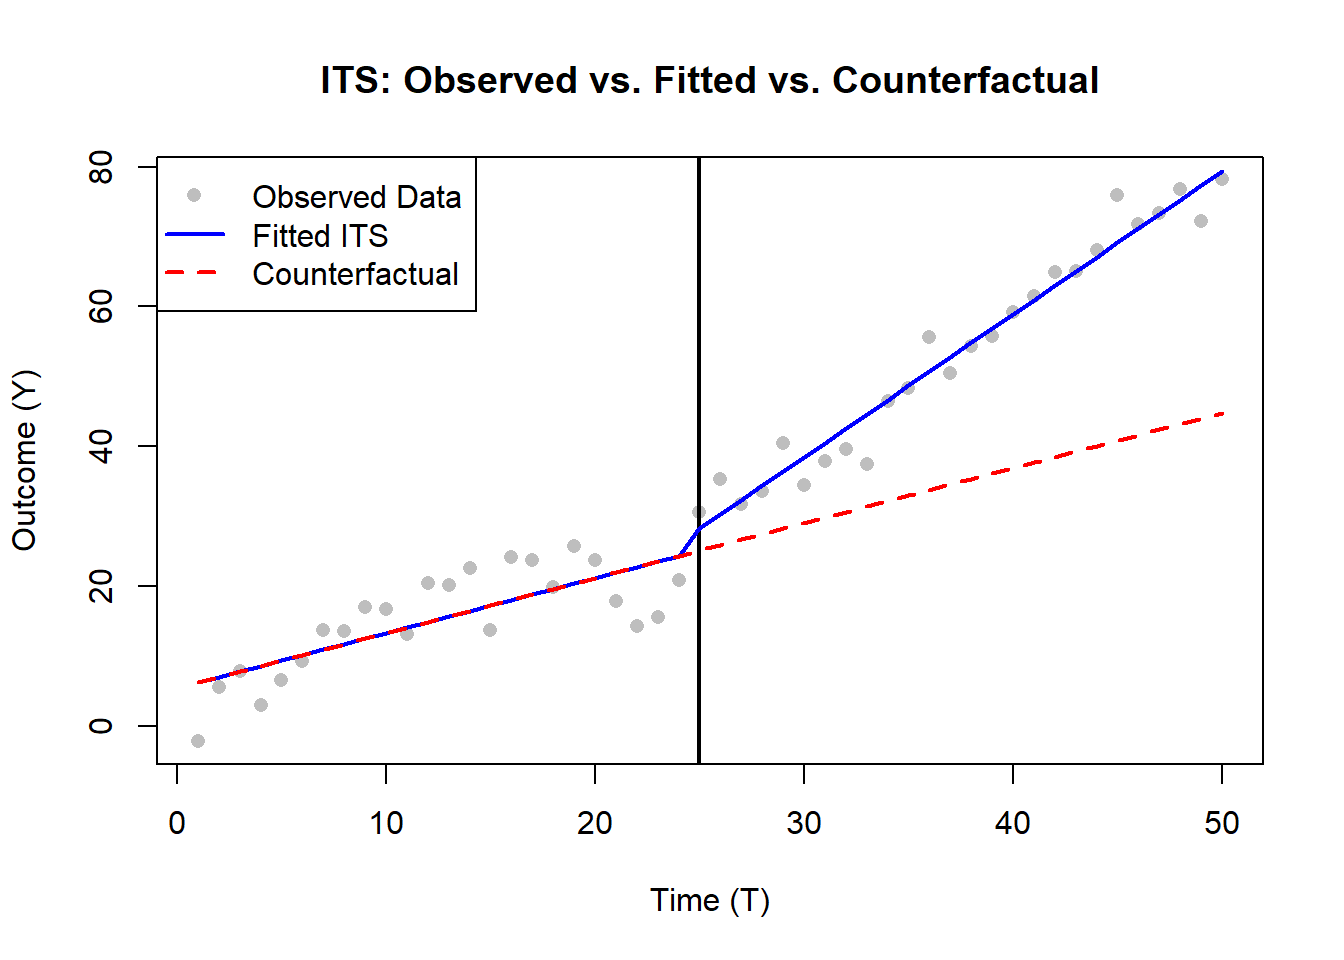 ITS: Observed vs. Fitted vs. Counterfactual
Observed Data
Fitted ITS
Counterfactual
Outcome (Y)
80
60
40
20
0
0 10 20 30 40 50
Time (T)